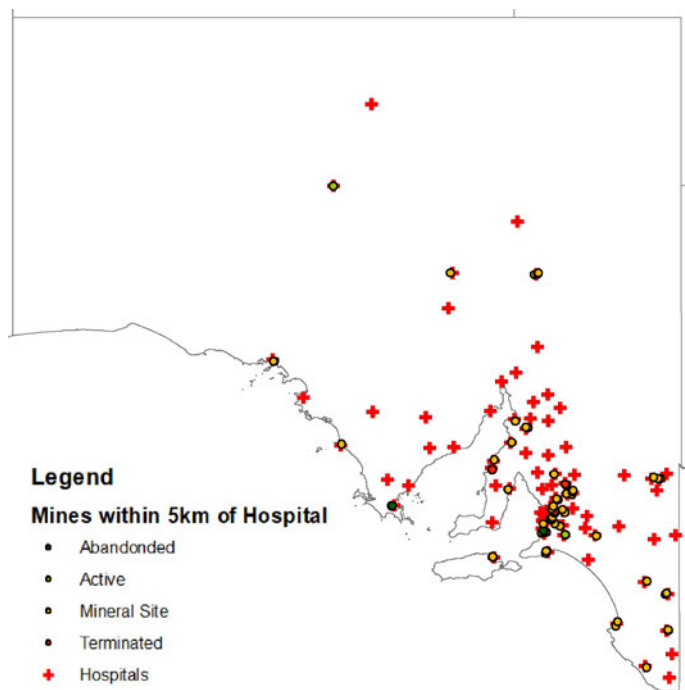 Legend
Mines within 5km of Hospital
Abandonded
Active
Mineral Site
Terminated
Hospitals